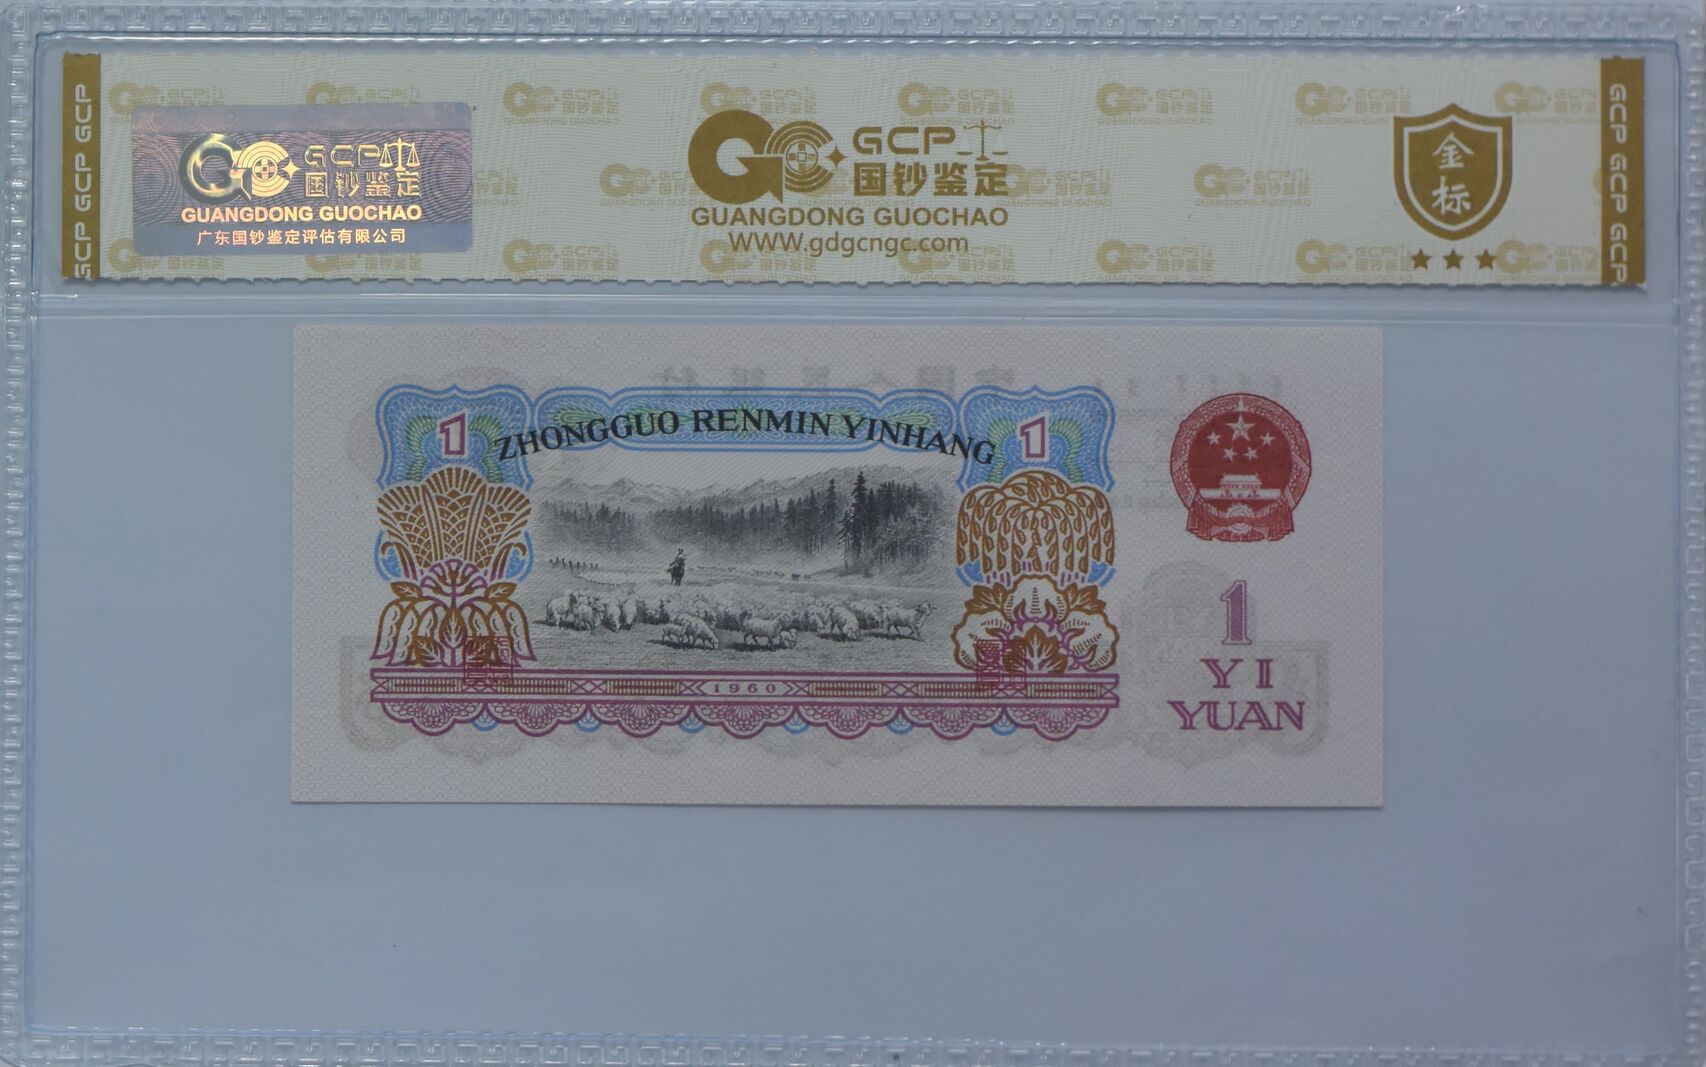 GCP GCP GCP
GCP
国钞鉴定
GUANGDONG GUOCHAO
广东国钞鉴定评估有限公司
GCP
国钞鉴定
GUANGDONG GUOCHAO
WWW.gdgcngc.com
金标
GCP GCP GCP
1
ZHONGGUO RENMIN YINHANG
1
1960
1
YI
YUAN